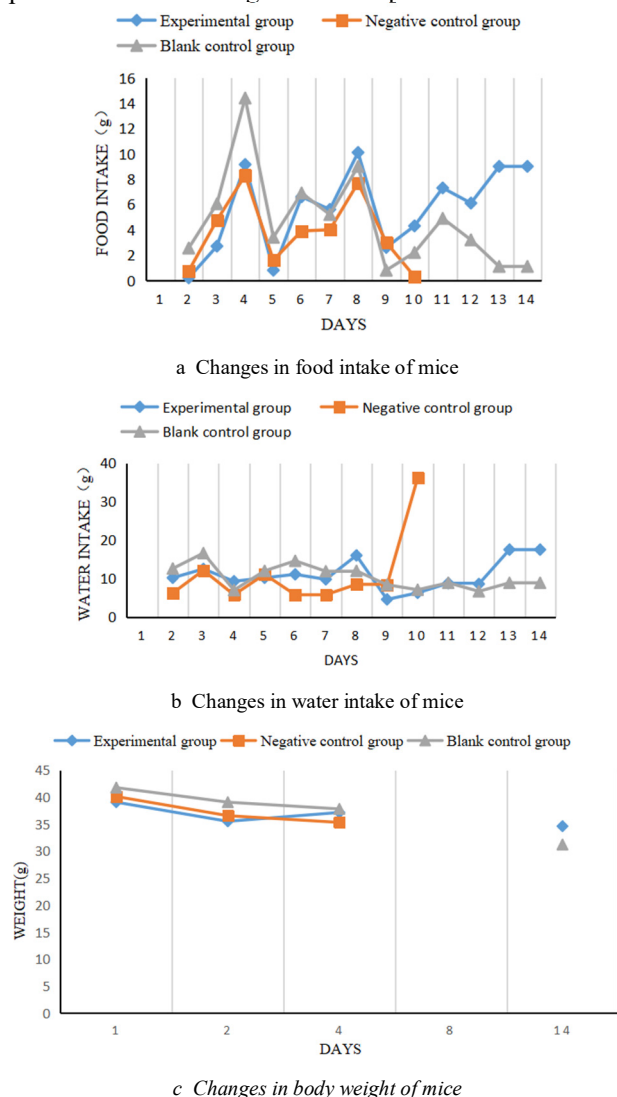 Experimental group Negative control group
Blank control group
FOOD INTAKE（g）
16
14
12
10
8
6
4
2
0
1 2 3 4 5 6 7 8 9 10 11 12 13 14
DAYS
a Changes in food intake of mice
Experimental group Negative control group
Blank control group
WATER INTAKE（g）
40
30
20
10
0
1 2 3 4 5 6 7 8 9 10 11 12 13 14
DAYS
b Changes in water intake of mice
Experimental group Negative control group Blank control group
WEIGHT(g)
45
40
35
30
25
20
15
10
5
0
1 2 4 8 14
DAYS
c Changes in body weight of mice